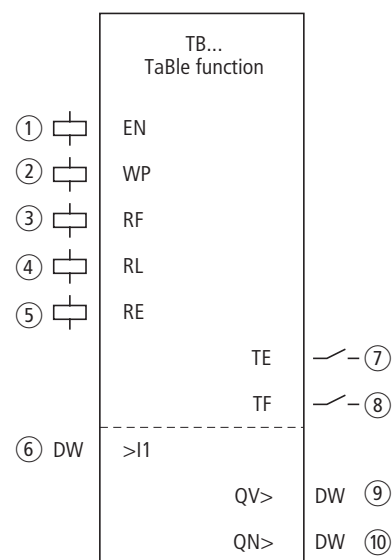 TB...
TaBle function
1 EN
2 WP
3 RF
4 RL
5 RE
TE 7
TF 8
6 DW >I1
QV> DW 9
QN> DW 10